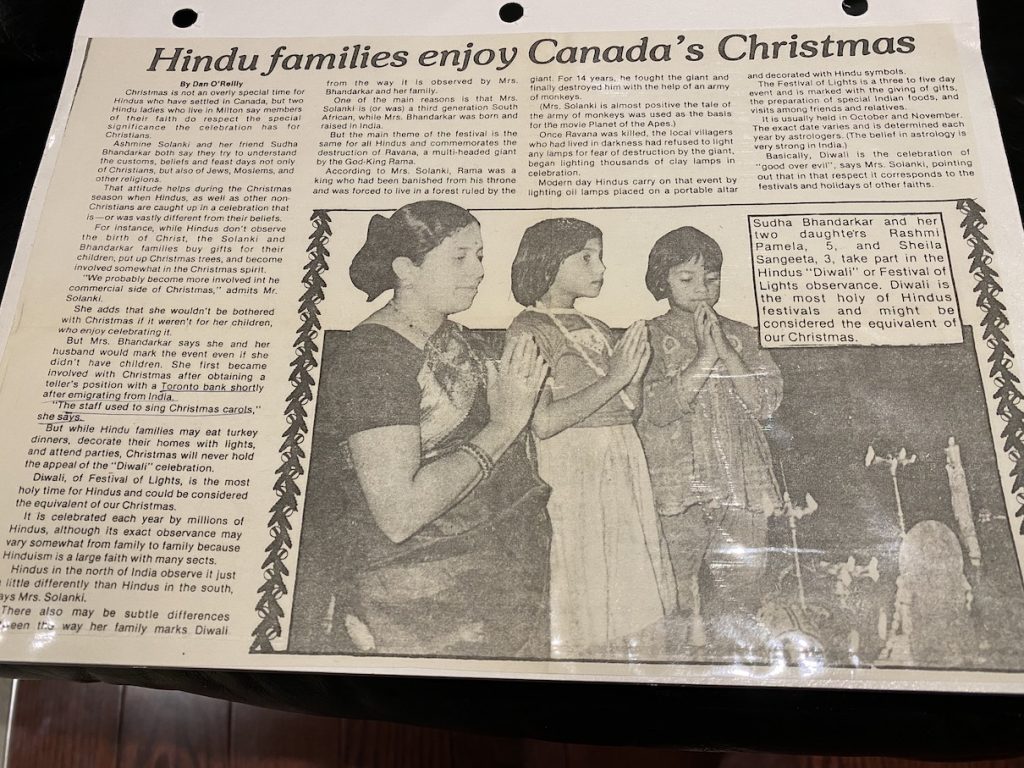 Hindu families enjoy Canada's Christmas
By Dan O'Reilly
Christmas is not an overly special time for
Hindus who have settled in Canada, but two
Hindu ladies who live in Milton say members
of their faith do respect the special
significance the celebration has for
Christians.
Ashmine Solanki and her friend Sudha
Bhandarkar both say they try to understand
the customs, beliefs and feast days not only
of Christians, but also of Jews, Moslems, and
other religions.
That attitude helps during the Christmas
season when Hindus, as well as other non-
Christians are caught up in a celebration that
is—or was vastly different from their beliefs.
For instance, while Hindus don't observe
the birth of Christ, the Solanki and
Bhandarkar families buy gifts for their
children, put up Christmas trees, and become
involved somewhat in the Christmas spirit.
"We probably become more involved int he
commercial side of Christmas," admits Mr.
Solanki.
She adds that she wouldn't be bothered
with Christmas if it weren't for her children,
who enjoy celebrating it.
But Mrs. Bhandarkar says she and her
husband would mark the event even if she
didn't have children. She first became
involved with Christmas after obtaining a
teller's position with a Toronto bank shortly
after emigrating from India.
"The staff used to sing Christmas carols,"
she says.
But while Hindu families may eat turkey
dinners, decorate their homes with lights,
and attend parties, Christmas will never hold
the appeal of the "Diwali" celebration.
Diwali, of Festival of Lights, is the most
holy time for Hindus and could be considered
the equivalent of our Christmas.
It is celebrated each year by millions of
Hindus, although its exact observance may
vary somewhat from family to family because
Hinduism is a large faith with many sects.
Hindus in the north of India observe it just
a little differently than Hindus in the south,
says Mrs. Solanki.
There also may be subtle differences
the way her family marks Diwali
from the way it is observed by Mrs.
Bhandarkar and her family.
One of the main reasons is that Mrs.
Solanki is (or was) a third generation South
African, while Mrs. Bhandarkar was born and
raised in India.
But the main theme of the festival is the
same for all Hindus and commemorates the
destruction of Ravana, a multi-headed giant
by the God-King Rama.
According to Mrs. Solanki, Rama was a
king who had been banished from his throne
and was forced to live in a forest ruled by the
giant. For 14 years, he fought the giant and
finally destroyed him with the help of an army
of monkeys.
(Mrs. Solanki is almost positive the tale of
the army of monkeys was used as the basis
for the movie Planet of the Apes.)
Once Ravana was killed, the local villagers
who had lived in darkness had refused to light
any lamps for fear of destruction by the giant,
began lighting thousands of clay lamps in
celebration.
Modern day Hindus carry on that event by
lighting oil lamps placed on a portable altar
and decorated with Hindu symbols.
The Festival of Lights is a three to five day
event and is marked with the giving of gifts,
the preparation of special Indian foods, and
visits among friends and relatives.
It is usually held in October and November.
The exact date varies and is determined each
year by astrologers. (The belief in astrology is
very strong in India.)
Basically, Diwali is the celebration of
"good over evil", says Mrs. Solanki, pointing
out that in that respect it corresponds to the
festivals and holidays of other faiths.
Sudha Bhandarkar and her
two daughters Rashmi
Pamela, 5, and Sheila
Sangeeta, 3, take part in the
Hindus "Diwali" or Festival of
Lights observance. Diwali is
the most holy of Hindus
festivals and might be
considered the equivalent of
our Christmas.